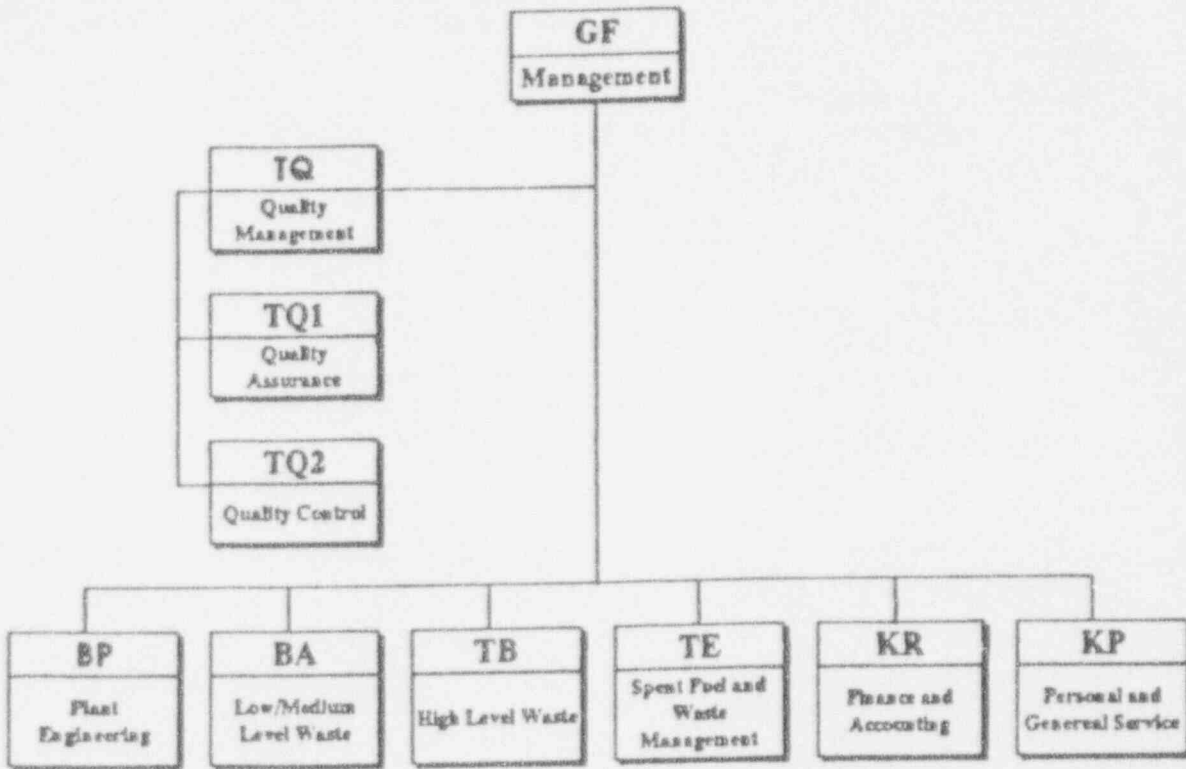 GF
Management
TQ
Quality
Management
TQ1
Quality
Assurance
TQ2
Quality Control
BP
Plant
Engineering
BA
Low/Medium
Level Waste
TB
High Level Waste
TE
Spent Fuel and
Waste
Management
KR
Finance and
Accounting
KP
Personal and
Genereal Service